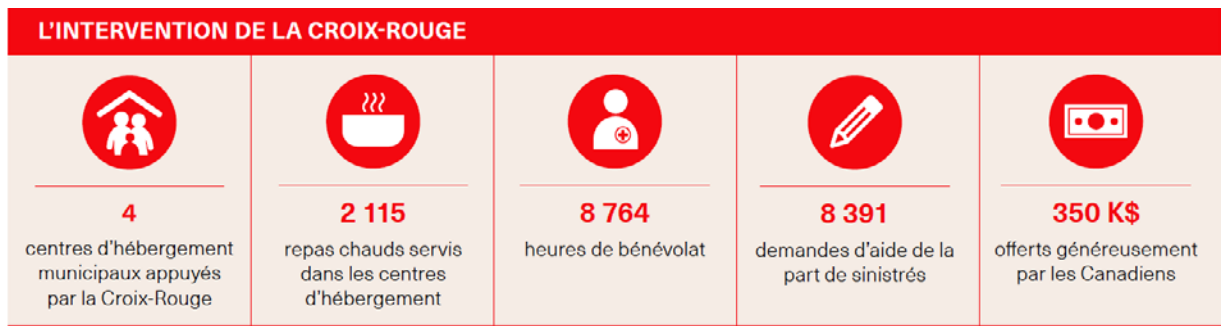 L'INTERVENTION DE LA CROIX-ROUGE
4
centres d'hébergement
municipaux appuyés
par la Croix-Rouge
2 115
repas chauds servis
dans les centres
d'hébergement
8 764
heures de bénévolat
8 391
demandes d'aide de la
part de sinistrés
350 K$
offerts généreusement
par les Canadiens